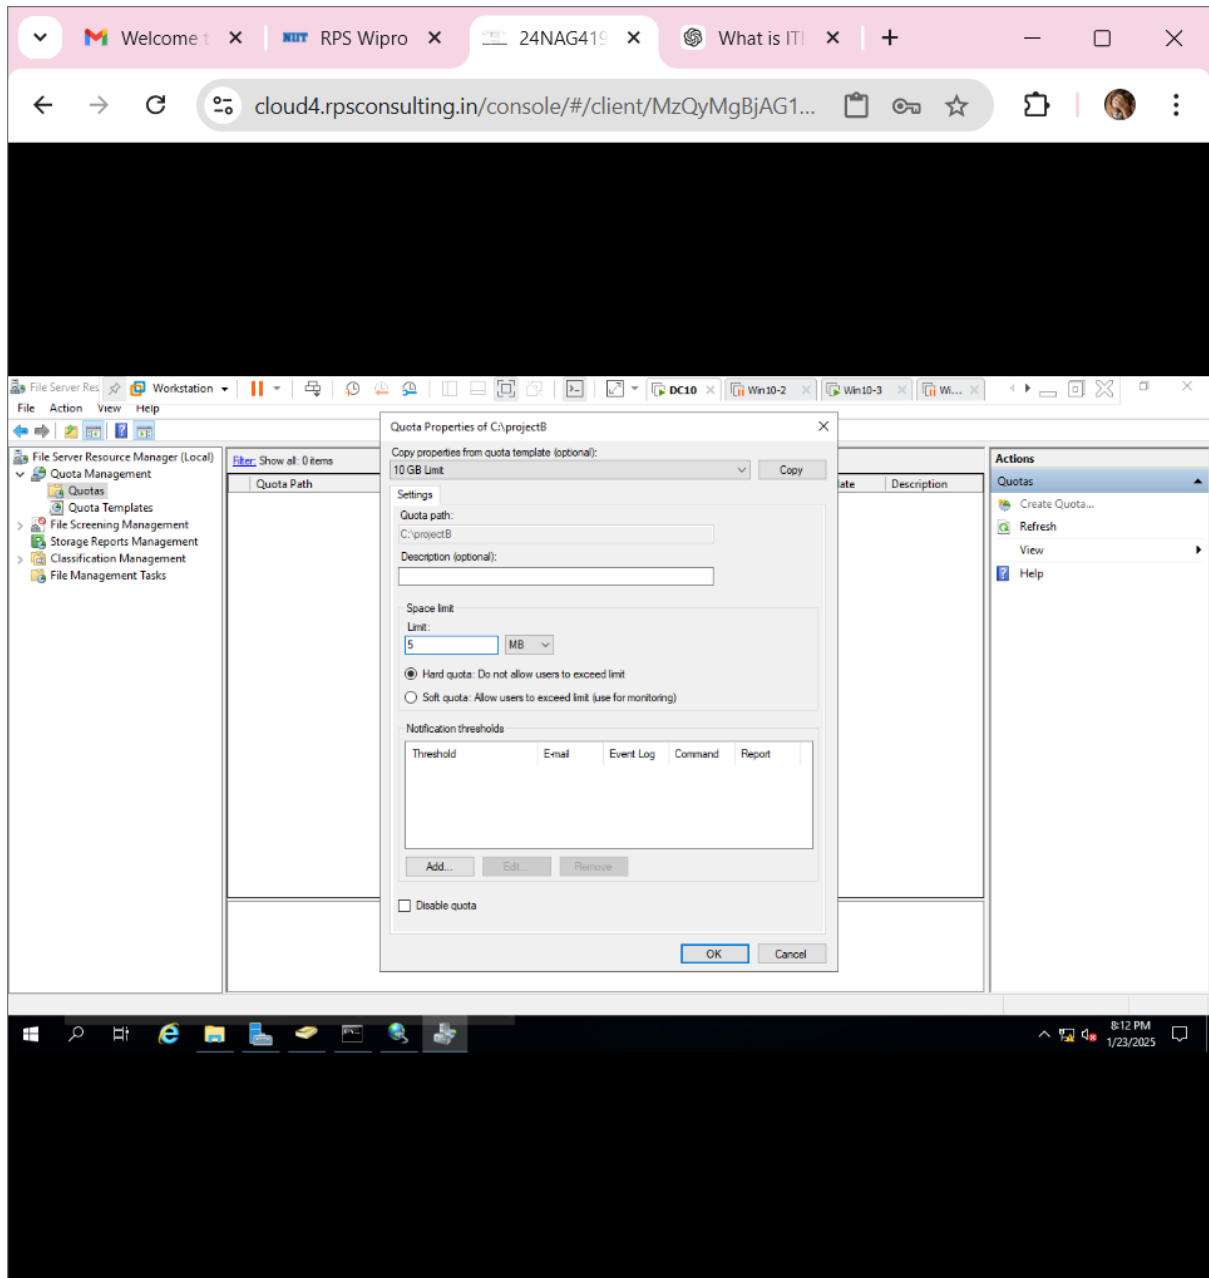 Welcome t
NIIT RPS Wipro
24NAG419
What is ITI
cloud4.rpsconsulting.in/console/#/client/MzQyMgBjAG1...
File Server Res
Workstation
DC10
Win10-2
Win10-3
Wi...
File Action View Help
File Server Resource Manager (Local)
Quota Management
Quotas
Quota Templates
File Screening Management
Storage Reports Management
Classification Management
File Management Tasks
Filter: Show all: 0 items
Quota Path
late
Description
Quota Properties of C:\projectB
Copy properties from quota template (optional):
10 GB Limit
Copy
Settings
Quota path:
C:\projectB
Description (optional):
Space limit
Limit:
5 MB
Hard quota: Do not allow users to exceed limit
Soft quota: Allow users to exceed limit (use for monitoring)
Notification thresholds
Threshold E-mail Event Log Command Report
Add... Edit... Remove
Disable quota
OK Cancel
Actions
Quotas
Create Quota...
Refresh
View
Help
8:12 PM
1/23/2025